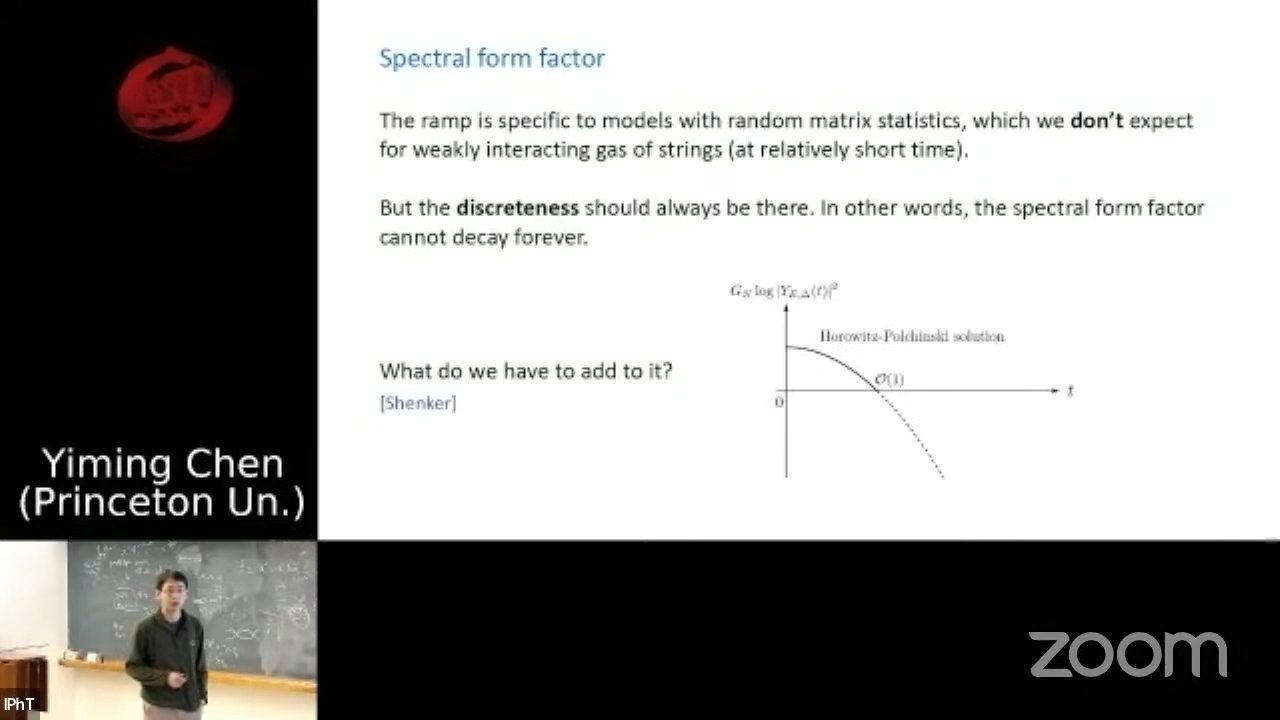 Spectral form factor
The ramp is specific to models with random matrix statistics, which we don't expect
for weakly interacting gas of strings (at relatively short time).
But the discreteness should always be there. In other words, the spectral form factor
cannot decay forever.
G_N log |Y_{E,Δ}(t)|^2
Horowitz-Polchinski solution
What do we have to add to it?
[Shenker]
O(1)
0
t
Yiming Chen
(Princeton Un.)
IPhT
zoom